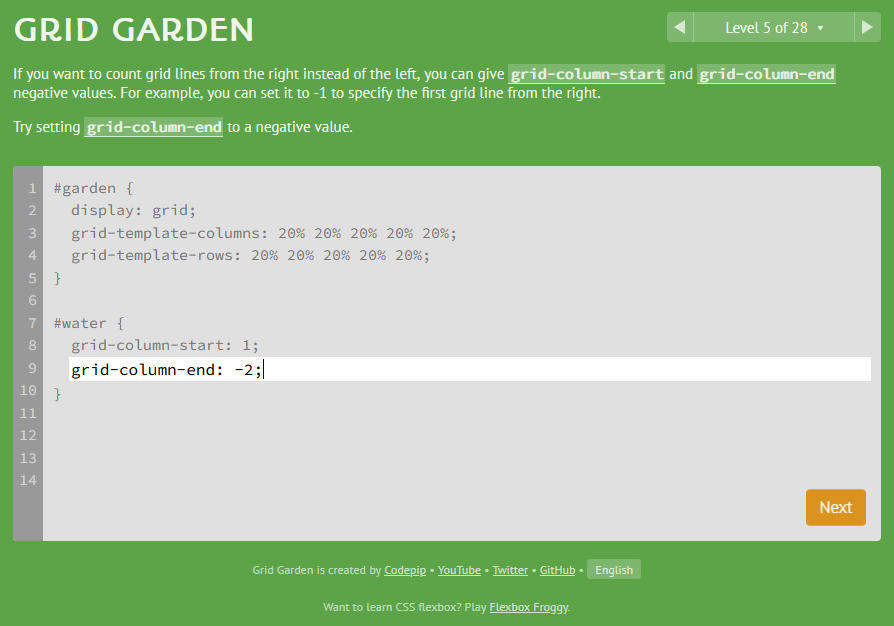 GRID GARDEN
◀ Level 5 of 28 ▾ ▶
If you want to count grid lines from the right instead of the left, you can give grid-column-start and grid-column-end
negative values. For example, you can set it to -1 to specify the first grid line from the right.
Try setting grid-column-end to a negative value.
1 #garden {
2   display: grid;
3   grid-template-columns: 20% 20% 20% 20% 20%;
4   grid-template-rows: 20% 20% 20% 20% 20%;
5 }
6
7 #water {
8   grid-column-start: 1;
9   grid-column-end: -2;
10 }
11
12
13
14
Next
Grid Garden is created by Codepip • YouTube • Twitter • GitHub • English
Want to learn CSS flexbox? Play Flexbox Froggy.